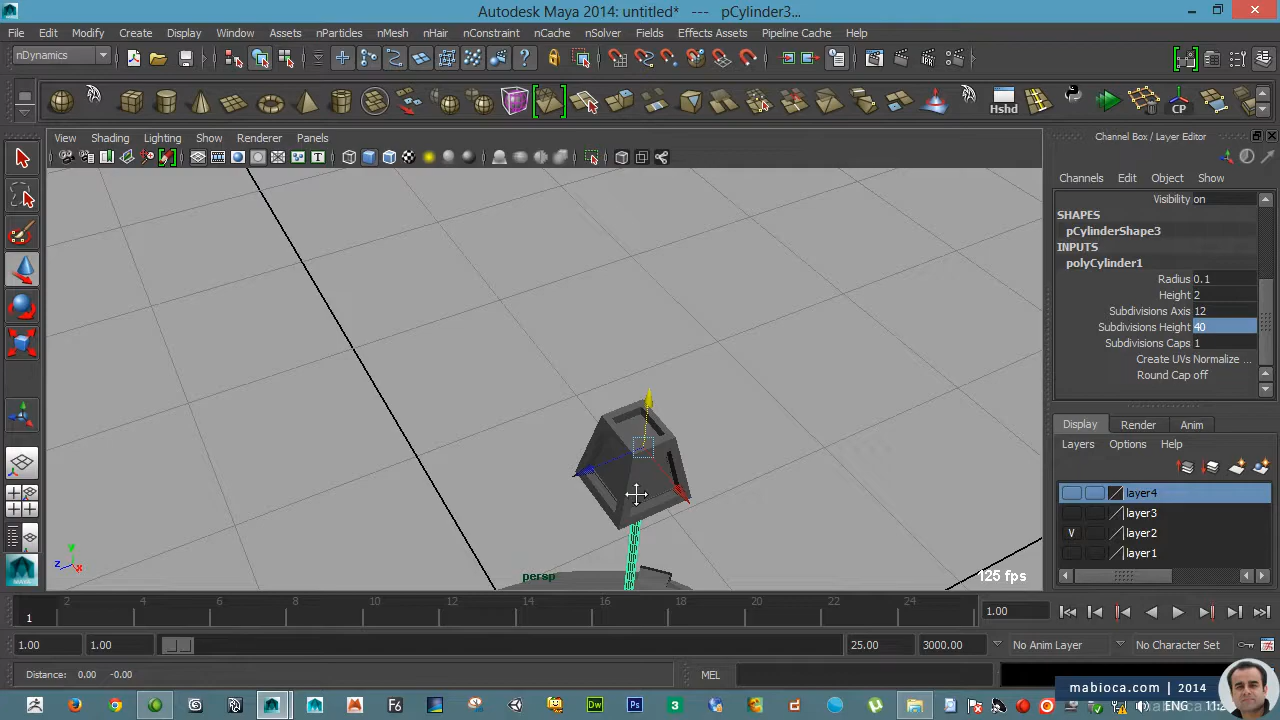 Autodesk Maya 2014: untitled* --- pCylinder3...
File Edit Modify Create Display Window Assets nParticles nMesh nHair nConstraint nCache nSolver Fields Effects Assets Pipeline Cache Help
nDynamics
Hshd CP
View Shading Lighting Show Renderer Panels
Channel Box / Layer Editor
Channels Edit Object Show
Visibility on
SHAPES
pCylinderShape3
INPUTS
polyCylinder1
Radius 0.1
Height 2
Subdivisions Axis 12
Subdivisions Height 40
Subdivisions Caps 1
Create UVs Normalize ...
Round Cap off
Display Render Anim
Layers Options Help
layer4
layer3
V layer2
layer1
y
z x
persp
125 fps
2 4 6 8 10 12 14 16 18 20 22 24
1
1.00
1.00 1.00 25.00 3000.00 No Anim Layer No Character Set
Distance: 0.00 -0.00 MEL
mabioca.com | 2014
ENG